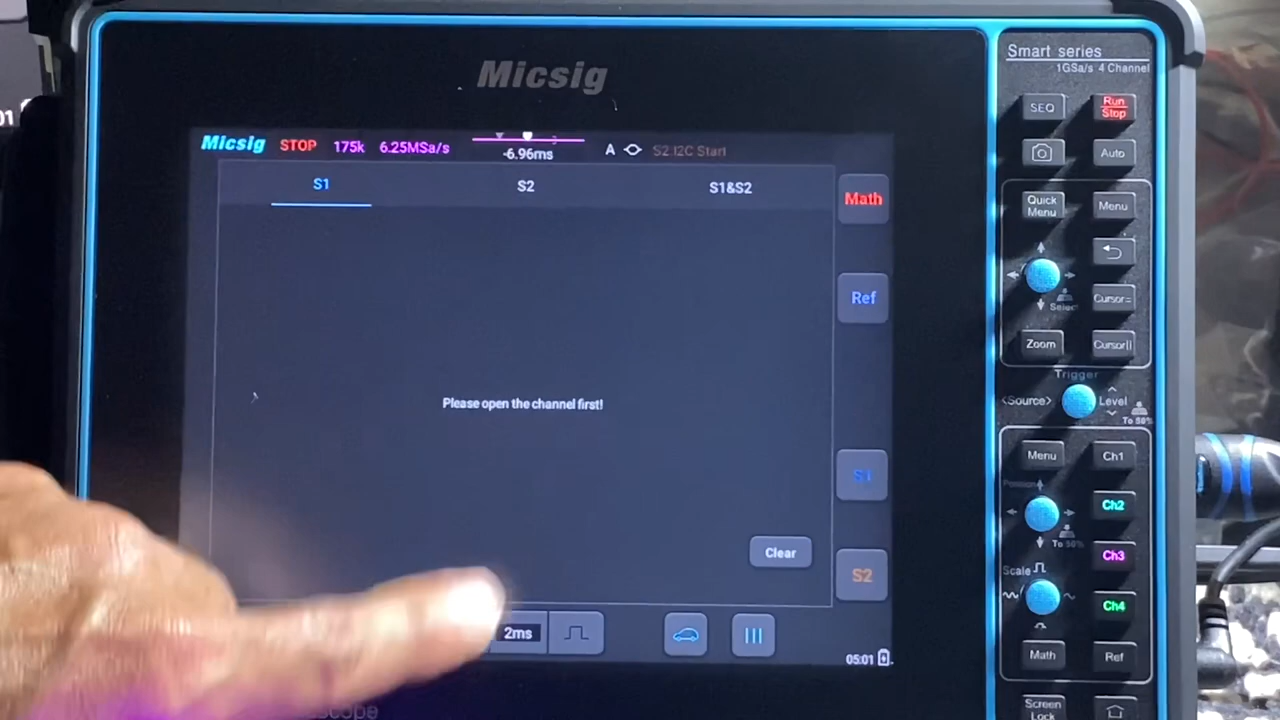 Micsig
Smart series
1GSa/s 4 Channel
Micsig STOP 175k 6.25MSa/s -6.96ms A S2.I2C Start
S1 S2 S1&S2
Please open the channel first!
Clear
2ms
05:01
Math
Ref
S1
S2
SEQ Run Stop
Auto
Quick Menu Menu
Select Cursor=
Zoom Cursor||
Trigger
<Source> Level
To 50%
Menu Ch1
Position Ch2
To 50% Ch3
Scale Ch4
Math Ref
Screen Lock
01